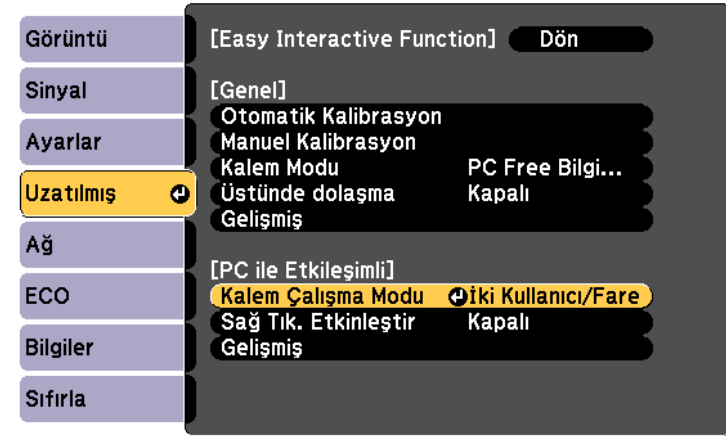 Görüntü
Sinyal
Ayarlar
Uzatılmış
Ağ
ECO
Bilgiler
Sıfırla
[Easy Interactive Function] Dön
[Genel]
Otomatik Kalibrasyon
Manuel Kalibrasyon
Kalem Modu PC Free Bilgi...
Üstünde dolaşma Kapalı
Gelişmiş
[PC ile Etkileşimli]
Kalem Çalışma Modu İki Kullanıcı/Fare
Sağ Tık. Etkinleştir Kapalı
Gelişmiş